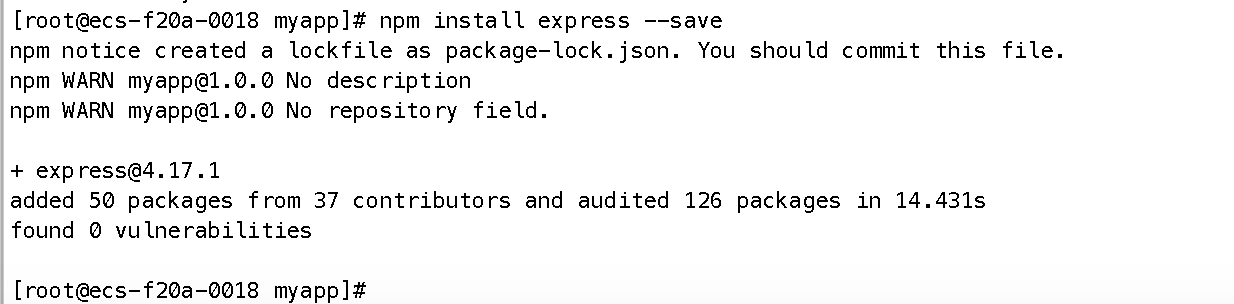 [root@ecs-f20a-0018 myapp]# npm install express --save
npm notice created a lockfile as package-lock.json. You should commit this file.
npm WARN myapp@1.0.0 No description
npm WARN myapp@1.0.0 No repository field.
+ express@4.17.1
added 50 packages from 37 contributors and audited 126 packages in 14.431s
found 0 vulnerabilities
[root@ecs-f20a-0018 myapp]#